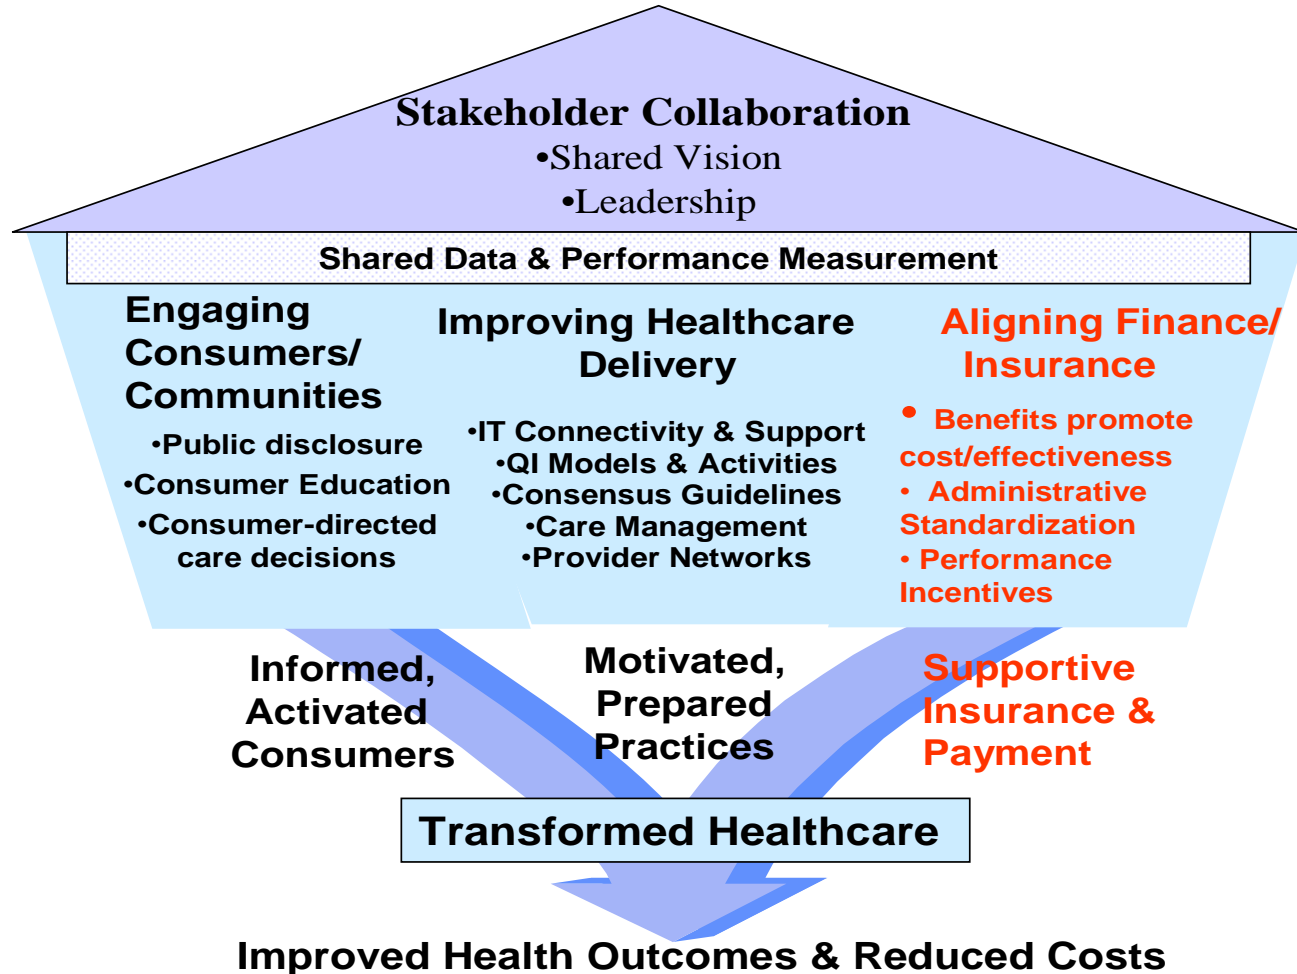 Stakeholder Collaboration
•Shared Vision
•Leadership
Shared Data & Performance Measurement
Engaging
Consumers/
Communities
•Public disclosure
•Consumer Education
•Consumer-directed
care decisions
Improving Healthcare
Delivery
•IT Connectivity & Support
•QI Models & Activities
•Consensus Guidelines
•Care Management
•Provider Networks
Aligning Finance/
Insurance
• Benefits promote
cost/effectiveness
• Administrative
Standardization
• Performance
Incentives
Informed,
Activated
Consumers
Motivated,
Prepared
Practices
Supportive
Insurance &
Payment
Transformed Healthcare
Improved Health Outcomes & Reduced Costs